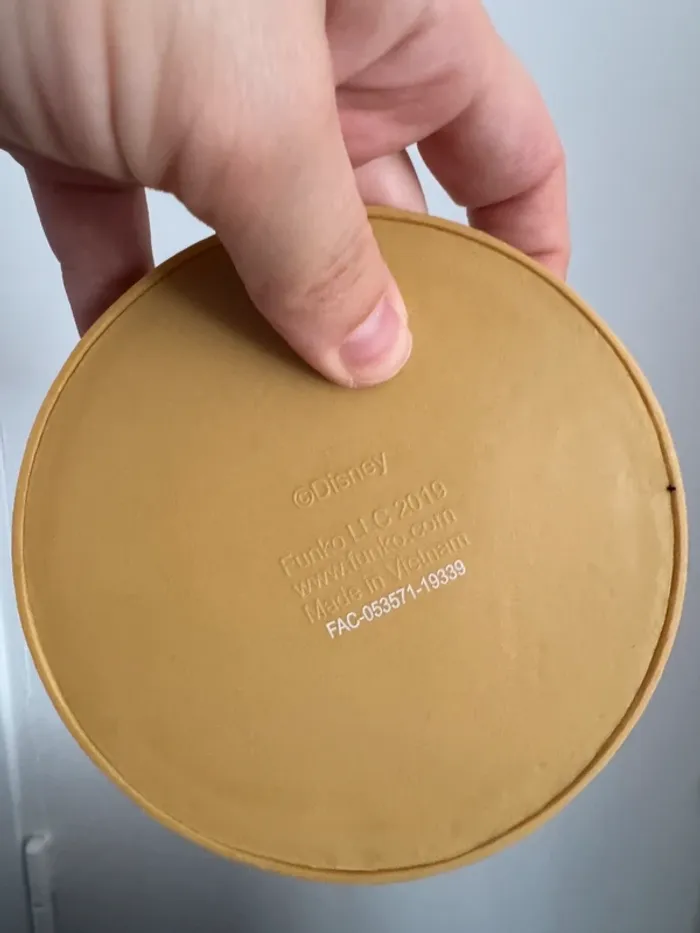 ©Disney
Funko LLC 2019
www.funko.com
Made in Vietnam
FAC-053571-19339